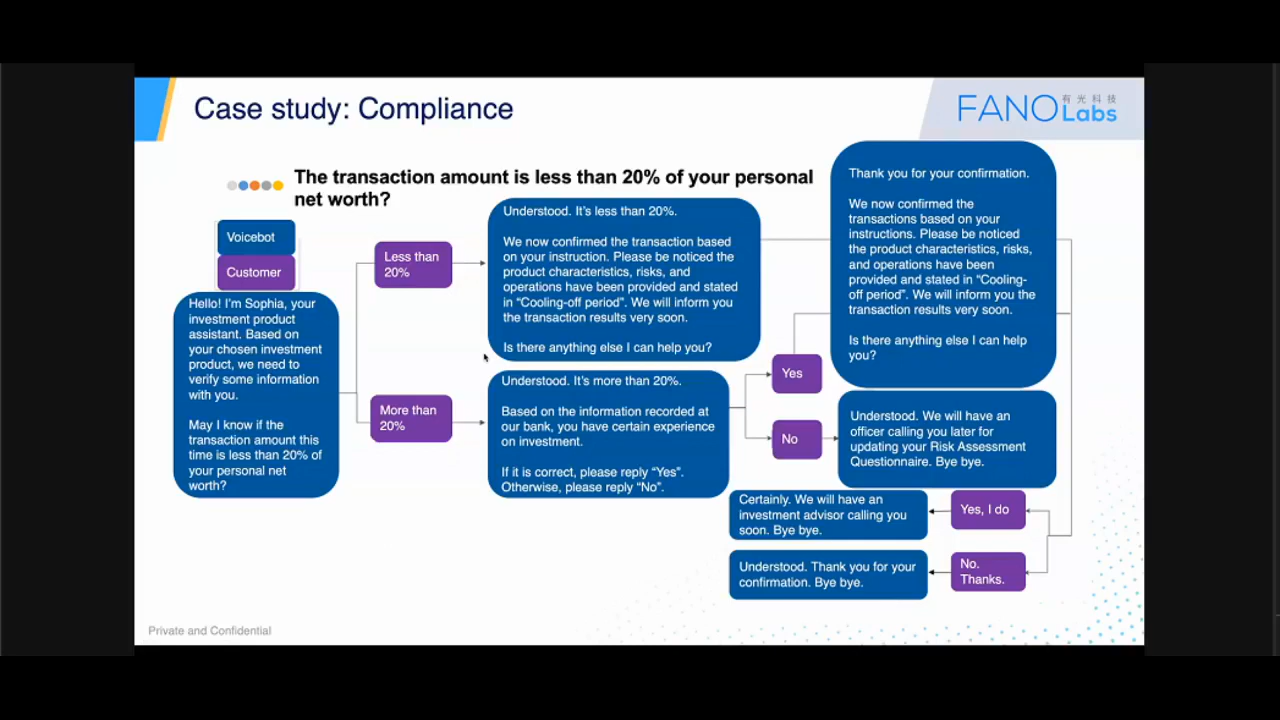 Case study: Compliance
FANO Labs
有光科技
The transaction amount is less than 20% of your personal
net worth?
Voicebot
Customer
Hello! I'm Sophia, your
investment product
assistant. Based on
your chosen investment
product, we need to
verify some information
with you.
May I know if the
transaction amount this
time is less than 20% of
your personal net
worth?
Less than
20%
More than
20%
Understood. It's less than 20%.
We now confirmed the transaction based
on your instruction. Please be noticed the
product characteristics, risks, and
operations have been provided and stated
in “Cooling-off period”. We will inform you
the transaction results very soon.
Is there anything else I can help you?
Understood. It's more than 20%.
Based on the information recorded at
our bank, you have certain experience
on investment.
If it is correct, please reply “Yes”.
Otherwise, please reply “No”.
Yes
No
Thank you for your confirmation.
We now confirmed the
transactions based on your
instructions. Please be noticed
the product characteristics, risks,
and operations have been
provided and stated in “Cooling-
off period”. We will inform you the
transaction results very soon.
Is there anything else I can help
you?
Understood. We will have an
officer calling you later for
updating your Risk Assessment
Questionnaire. Bye bye.
Certainly. We will have an
investment advisor calling you
soon. Bye bye.
Yes, I do
Understood. Thank you for your
confirmation. Bye bye.
No.
Thanks.
Private and Confidential